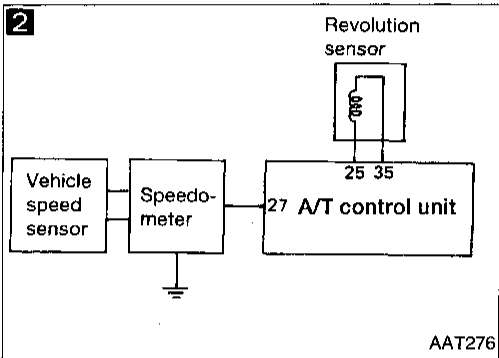 2
Revolution
sensor
25 35
Vehicle
speed
sensor
Speedo-
meter
27 A/T control unit
AAT276